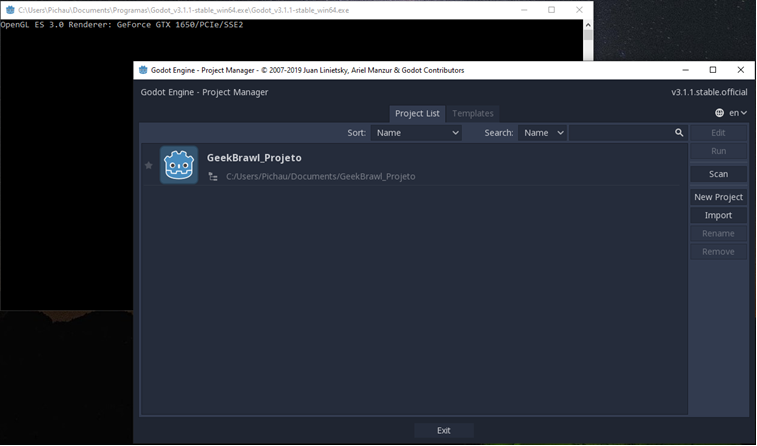 C:\Users\Pichau\Documents\Programas\Godot_v3.1.1-stable_win64.exe\Godot_v3.1.1-stable_win64.exe
OpenGL ES 3.0 Renderer: GeForce GTX 1650/PCIe/SSE2
Godot Engine - Project Manager - © 2007-2019 Juan Linietsky, Ariel Manzur & Godot Contributors
Godot Engine - Project Manager
v3.1.1.stable.official
Project List
Templates
en
Sort:
Name
Search:
Name
Edit
Run
Scan
New Project
Import
Rename
Remove
GeekBrawl_Projeto
C:/Users/Pichau/Documents/GeekBrawl_Projeto
Exit